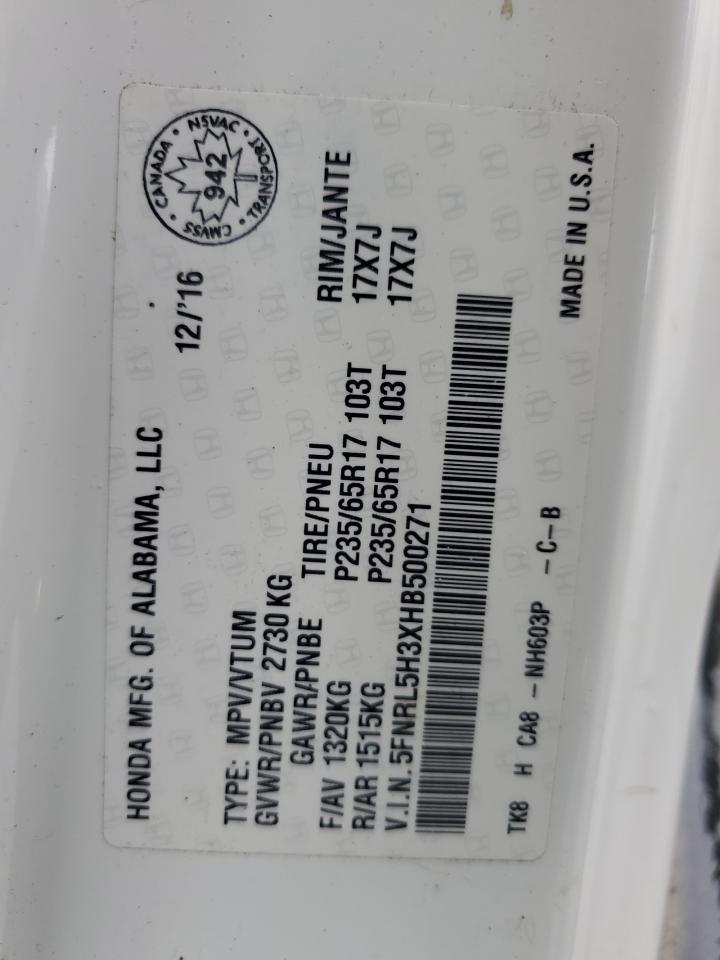 HONDA MFG. OF ALABAMA, LLC
12/'16
CANADA • NSVAC • TRANSPORT • CMVSS •
942
TYPE: MPV/VTUM
GVWR/PNBV 2730 KG
GAWR/PNBE TIRE/PNEU RIM/JANTE
F/AV 1320KG P235/65R17 103T 17X7J
R/AR 1515KG P235/65R17 103T 17X7J
V.I.N. 5FNRL5H3XHB500271
TK8 H CA8 - NH603P - C-B
MADE IN U.S.A.